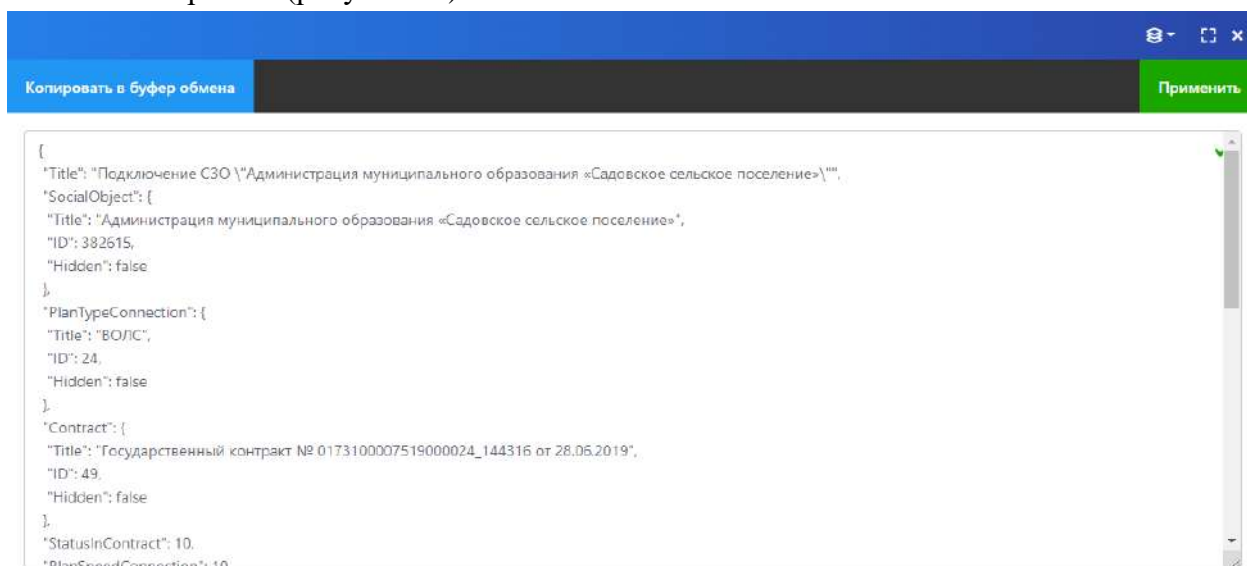 Копировать в буфер обмена
Применить
{
"Title": "Подключение СЗО \"Администрация муниципального образования «Садовское сельское поселение»\"",
"SocialObject": {
"Title": "Администрация муниципального образования «Садовское сельское поселение»",
"ID": 382615,
"Hidden": false
},
"PlanTypeConnection": {
"Title": "ВОЛС",
"ID": 24,
"Hidden": false
},
"Contract": {
"Title": "Государственный контракт № 0173100007519000024_144316 от 28.06.2019",
"ID": 49,
"Hidden": false
},
"StatusInContract": 10,
"PlanSpeedConnection": 10